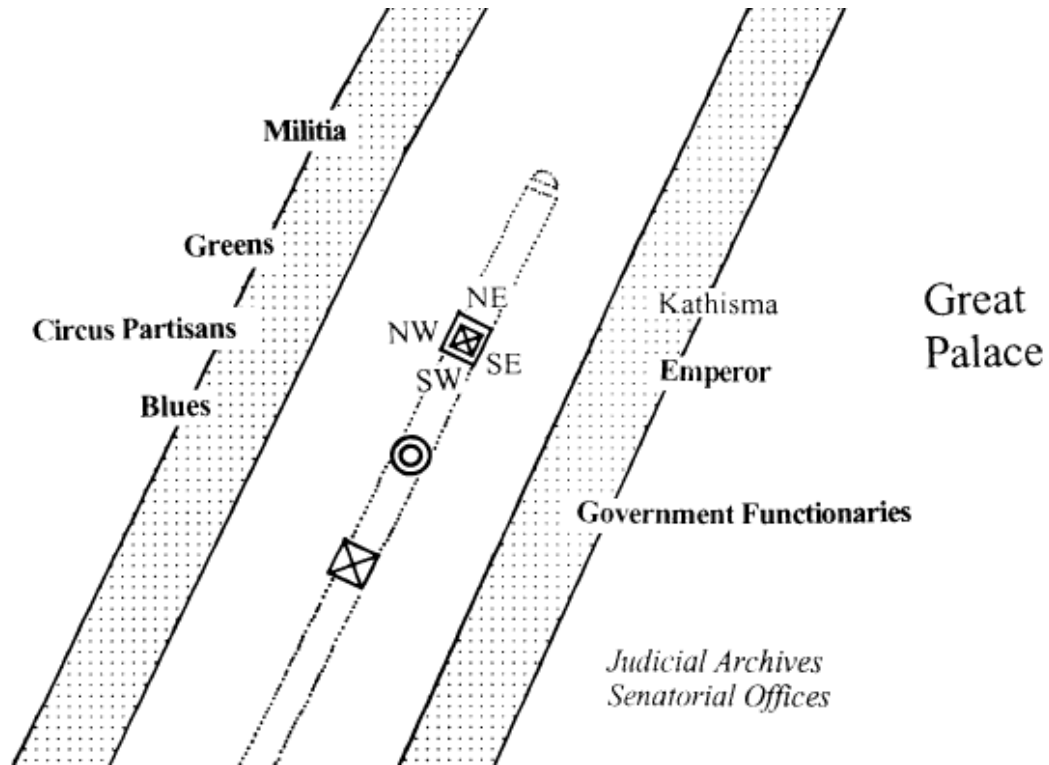 Militia
Greens
NE
Kathisma
Great
Circus Partisans
NW
SE
Palace
SW
Emperor
Blues
Government Functionaries
Judicial Archives
Senatorial Offices